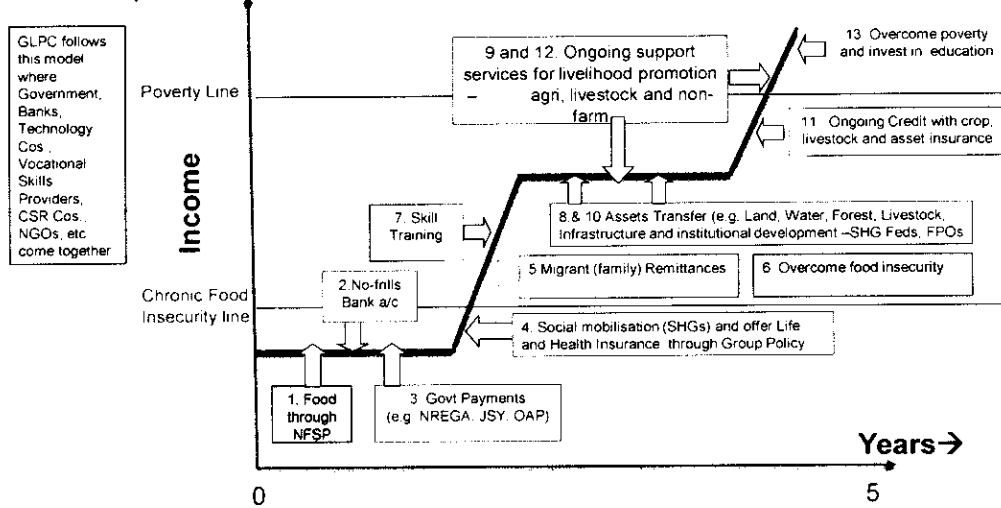 GLPC follows
this model
where
Government,
Banks,
Technology
Cos.,
Vocational
Skills
Providers,
CSR Cos.,
NGOs, etc
come together
Poverty Line
Income
Chronic Food
Insecurity line
9 and 12. Ongoing support
services for livelihood promotion
– agri, livestock and non-
farm
13 Overcome poverty
and invest in education
11 Ongoing Credit with crop,
livestock and asset insurance
7. Skill
Training
8 & 10 Assets Transfer (e.g. Land, Water, Forest, Livestock,
Infrastructure and institutional development –SHG Feds, FPOs
5 Migrant (family) Remittances
6 Overcome food insecurity
2.No-frills
Bank a/c
4. Social mobilisation (SHGs) and offer Life
and Health Insurance through Group Policy
1. Food
through
NFSP
3 Govt Payments
(e.g NREGA. JSY. OAP)
Years→
0
5